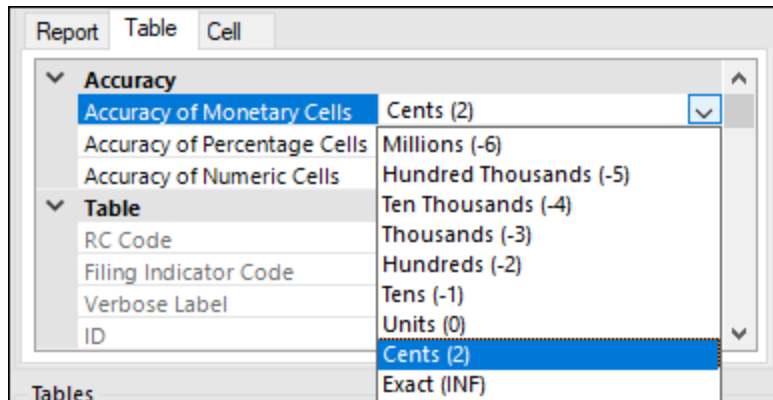 Report Table Cell
Accuracy
Accuracy of Monetary Cells Cents (2)
Accuracy of Percentage Cells Millions (-6)
Accuracy of Numeric Cells Hundred Thousands (-5)
Table Ten Thousands (-4)
RC Code Thousands (-3)
Filing Indicator Code Hundreds (-2)
Verbose Label Tens (-1)
ID Units (0)
Cents (2)
Tables Exact (INF)